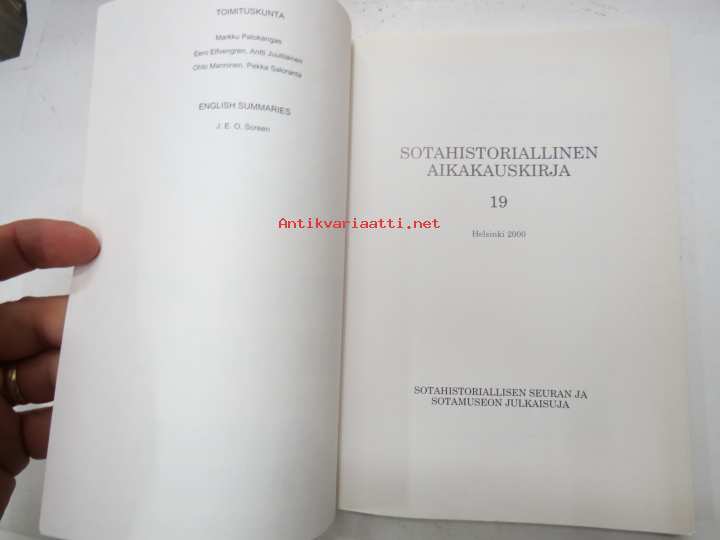 TOIMITUSKUNTA
Markku Palokangas
Eero Elfvengren, Antti Juutilainen
Ohto Manninen, Pekka Saloranta
ENGLISH SUMMARIES
J. E. O. Screen
SOTAHISTORIALLINEN
AIKAKAUSKIRJA
19
Helsinki 2000
SOTAHISTORIALLISEN SEURAN JA
SOTAMUSEON JULKAISUJA
Antikvariaatti.net